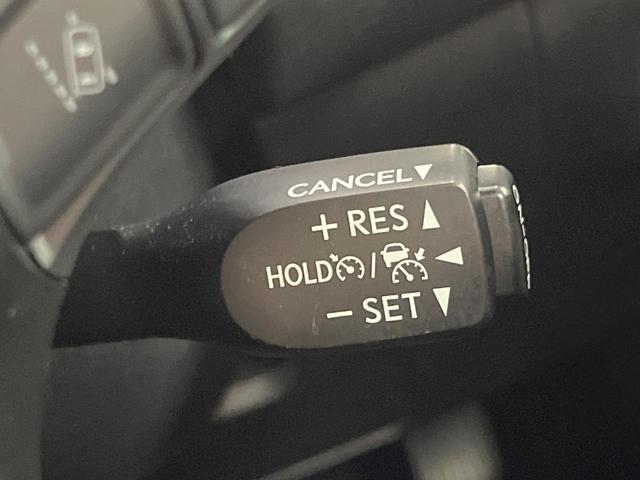 CANCEL▼
+ RES ▲
HOLD / ◀
− SET ▼